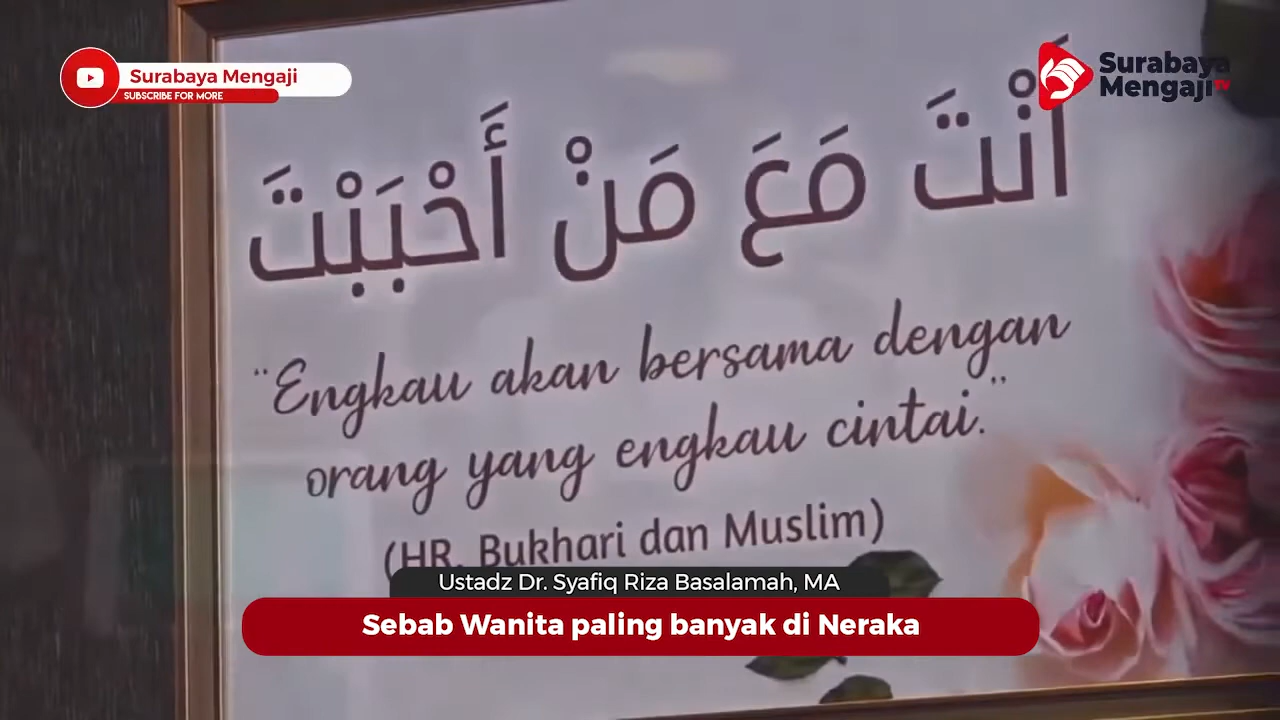 Surabaya Mengaji
SUBSCRIBE FOR MORE
Surabaya
Mengaji TV
أَنْتَ مَعَ مَنْ أَحْبَبْتَ
"Engkau akan bersama dengan
orang yang engkau cintai."
(HR. Bukhari dan Muslim)
Ustadz Dr. Syafiq Riza Basalamah, MA
Sebab Wanita paling banyak di Neraka